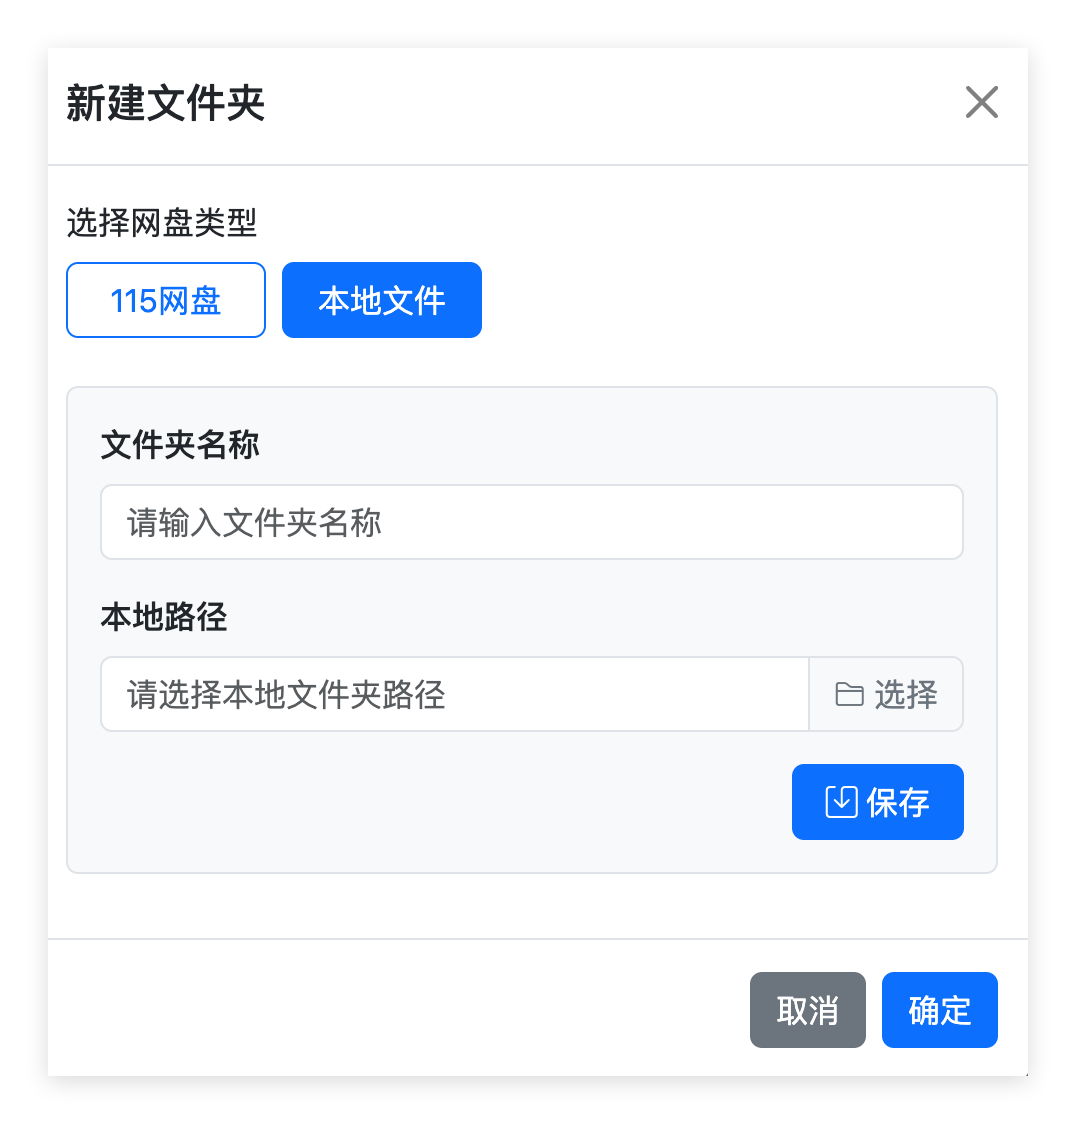 新建文件夹
选择网盘类型
115网盘 本地文件
文件夹名称
请输入文件夹名称
本地路径
请选择本地文件夹路径 选择
保存
取消 确定